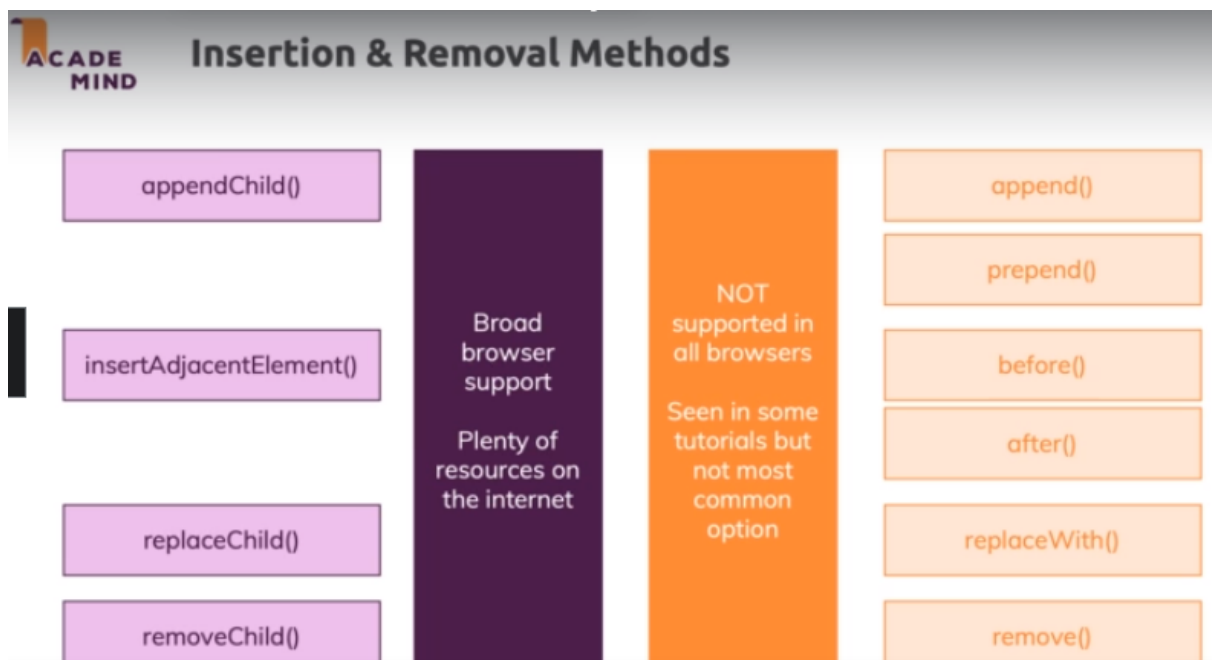 ACADE
MIND
Insertion & Removal Methods
appendChild()
insertAdjacentElement()
replaceChild()
removeChild()
Broad
browser
support
Plenty of
resources on
the internet
NOT
supported in
all browsers
Seen in some
tutorials but
not most
common
option
append()
prepend()
before()
after()
replaceWith()
remove()